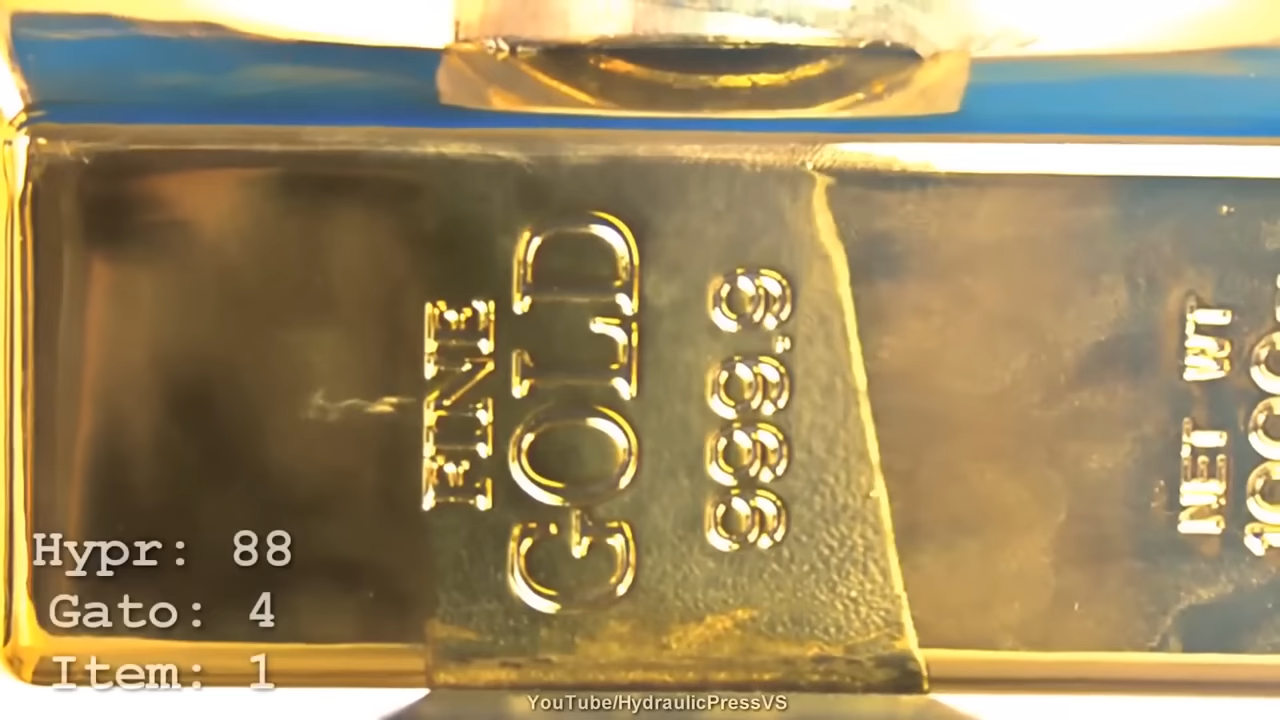 FINE
GOLD
999.9
NET WT
Hypr: 88
Gato: 4
Item: 1
YouTube/HydraulicPressVS